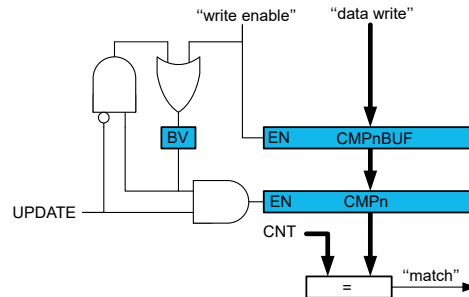 “write enable” “data write”
BV EN CMPnBUF
EN CMPn
UPDATE
CNT
“match”
=